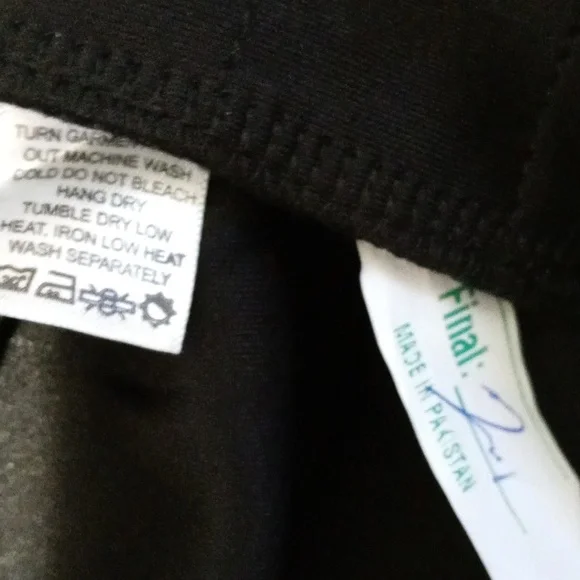 TURN GARMEN
OUT MACHINE WASH
COLD DO NOT BLEACH
HANG DRY
TUMBLE DRY LOW
HEAT. IRON LOW HEAT
WASH SEPARATELY
Final:
MADE IN PAKISTAN